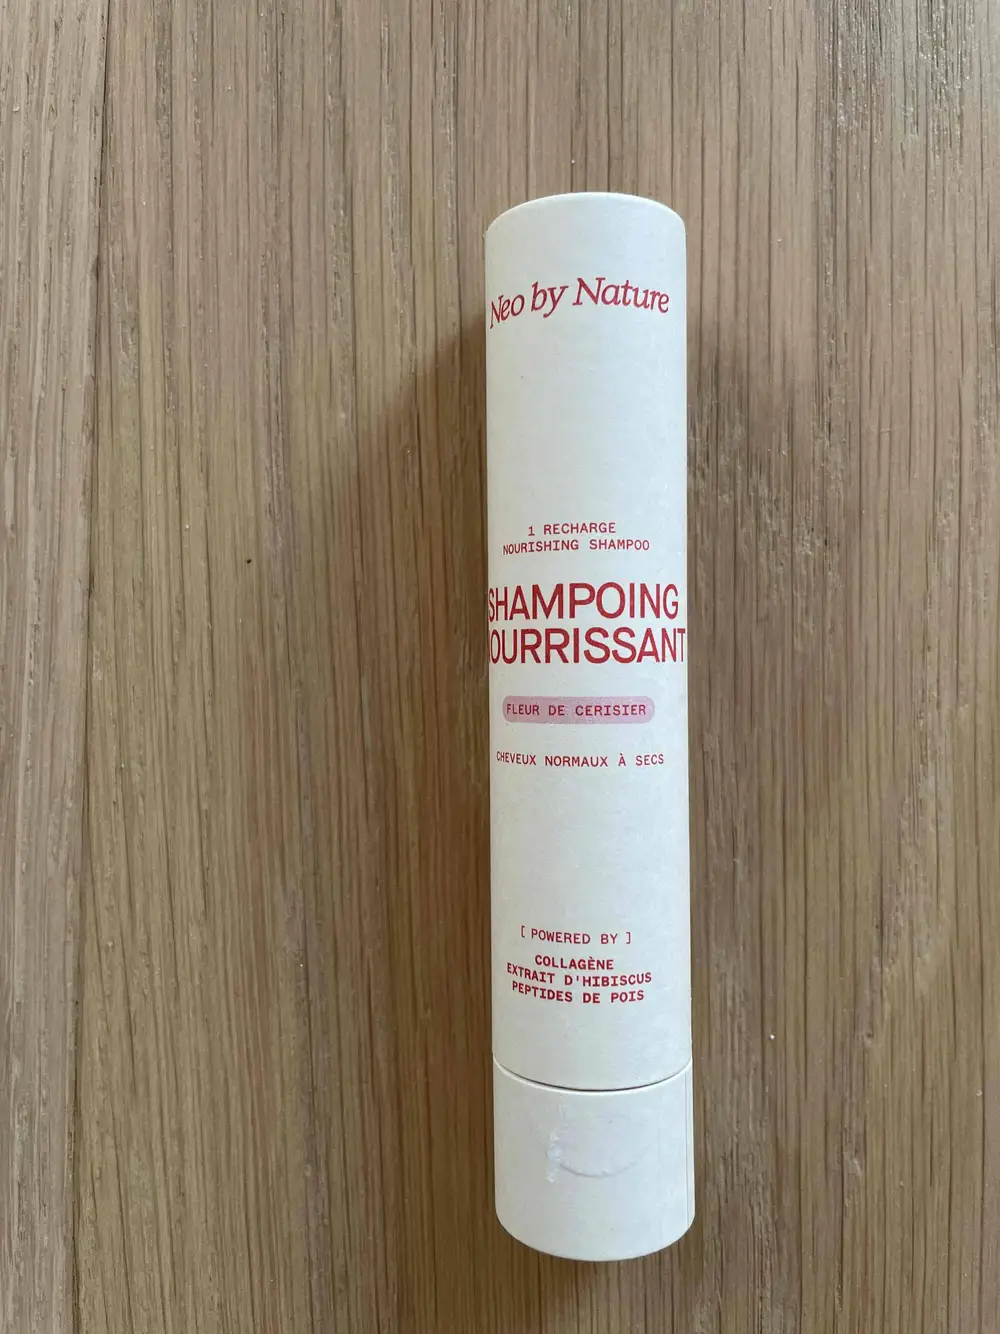 Neo by Nature
1 RECHARGE
NOURISHING SHAMPOO
SHAMPOING
NOURRISSANT
FLEUR DE CERISIER
CHEVEUX NORMAUX À SECS
[ POWERED BY ]
COLLAGÈNE
EXTRAIT D'HIBISCUS
PEPTIDES DE POIS